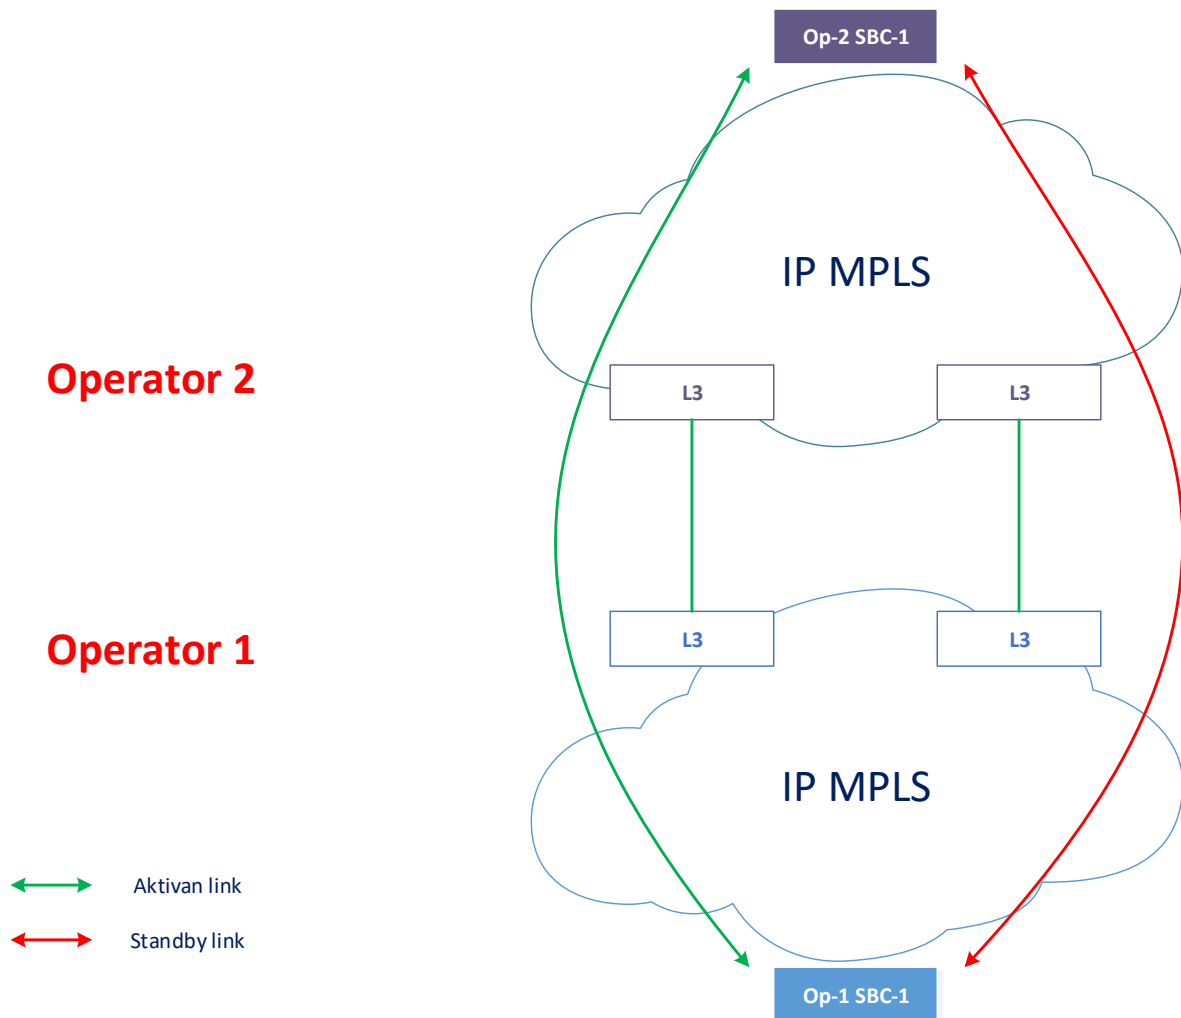 Op-2 SBC-1
IP MPLS
Operator 2
L3
L3
Operator 1
L3
L3
IP MPLS
Aktivan link
Standby link
Op-1 SBC-1